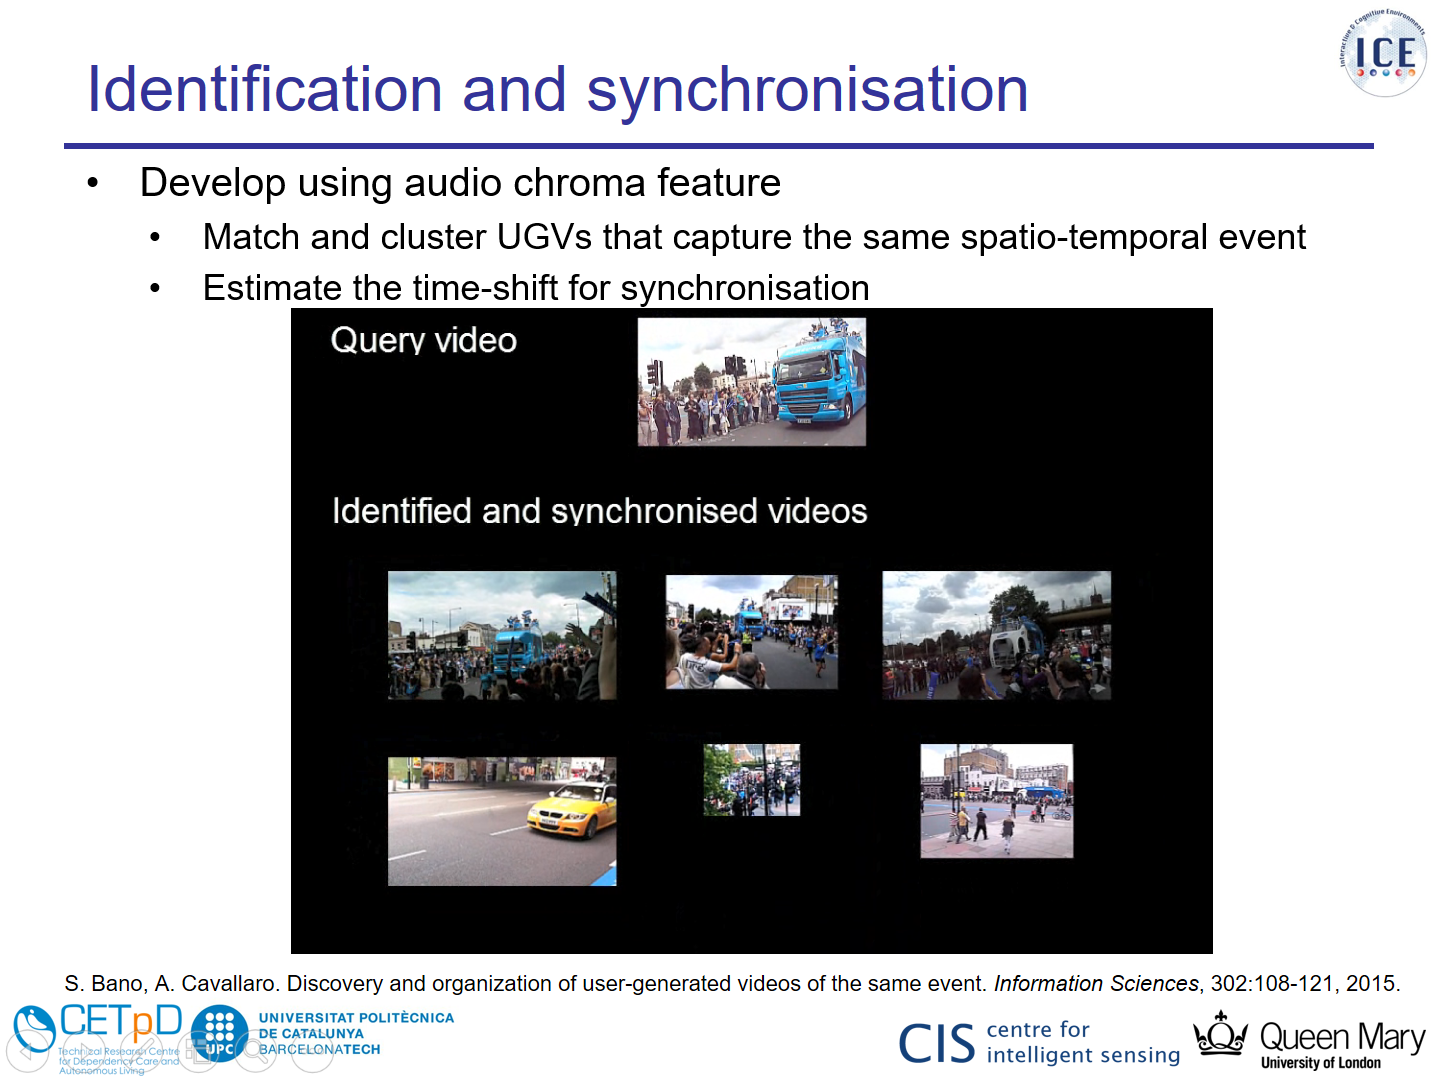 Interactive & Cognitive Environments
ICE
Identification and synchronisation
• Develop using audio chroma feature
• Match and cluster UGVs that capture the same spatio-temporal event
• Estimate the time-shift for synchronisation
Query video
Identified and synchronised videos
S. Bano, A. Cavallaro. Discovery and organization of user-generated videos of the same event. Information Sciences, 302:108-121, 2015.
CETpD
Technical Research Centre
for Dependency Care and
Autonomous Living
UPC
UNIVERSITAT POLITÈCNICA
DE CATALUNYA
BARCELONATECH
CIS centre for
intelligent sensing
Queen Mary
University of London